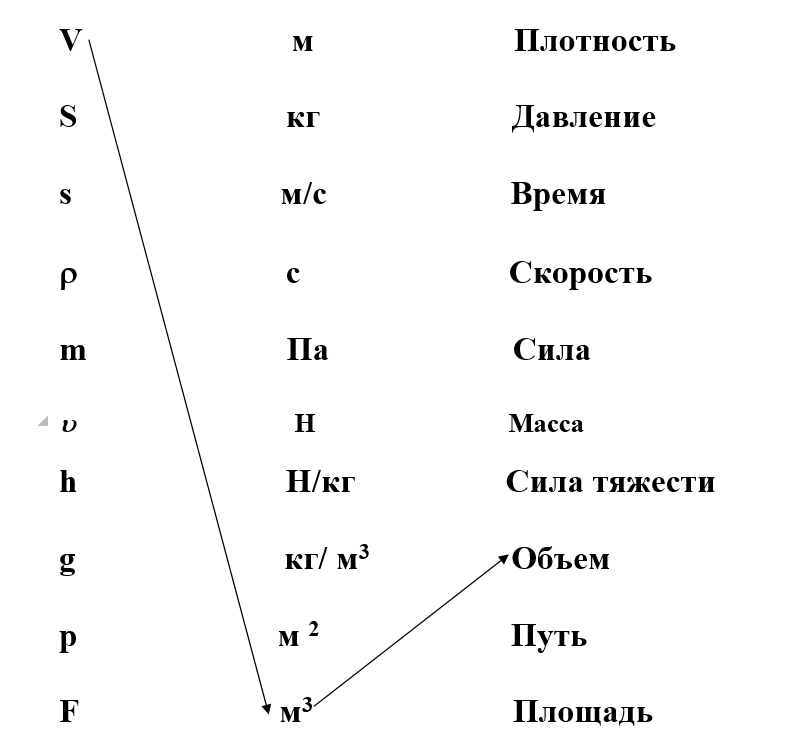 V м Плотность
S кг Давление
s м/с Время
ρ с Скорость
m Па Сила
υ Н Масса
h Н/кг Сила тяжести
g кг/ м³ Объем
p м ² Путь
F м³ Площадь